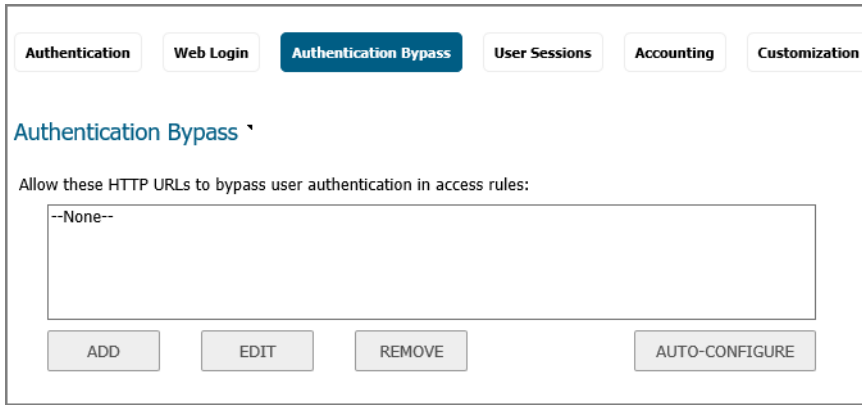 Authentication Web Login Authentication Bypass User Sessions Accounting Customization
Authentication Bypass
Allow these HTTP URLs to bypass user authentication in access rules:
--None--
ADD EDIT REMOVE AUTO-CONFIGURE